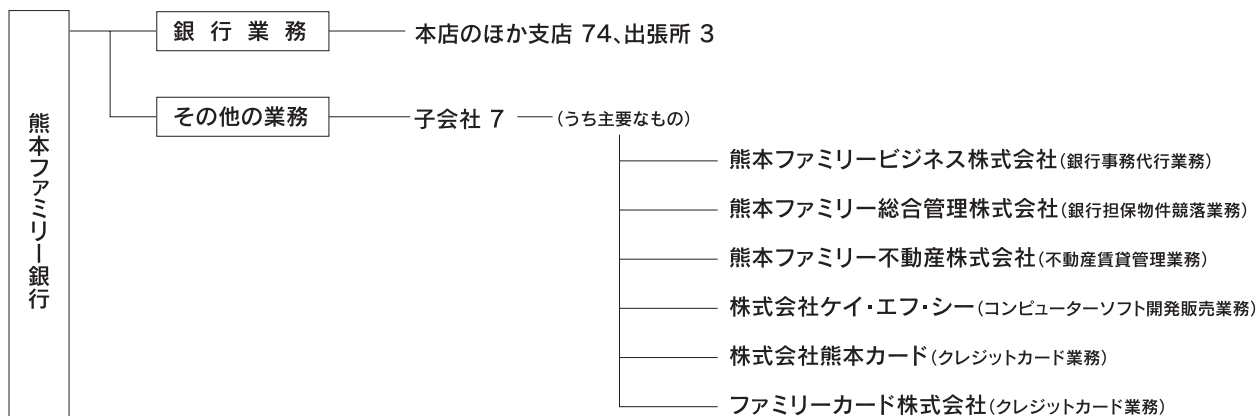 熊本ファミリー銀行
銀行業務 本店のほか支店 74、出張所 3
その他の業務 子会社 7 (うち主要なもの)
熊本ファミリービジネス株式会社(銀行事務代行業務)
熊本ファミリー総合管理株式会社(銀行担保物件競落業務)
熊本ファミリー不動産株式会社(不動産賃貸管理業務)
株式会社ケイ・エフ・シー(コンピューターソフト開発販売業務)
株式会社熊本カード(クレジットカード業務)
ファミリーカード株式会社(クレジットカード業務)